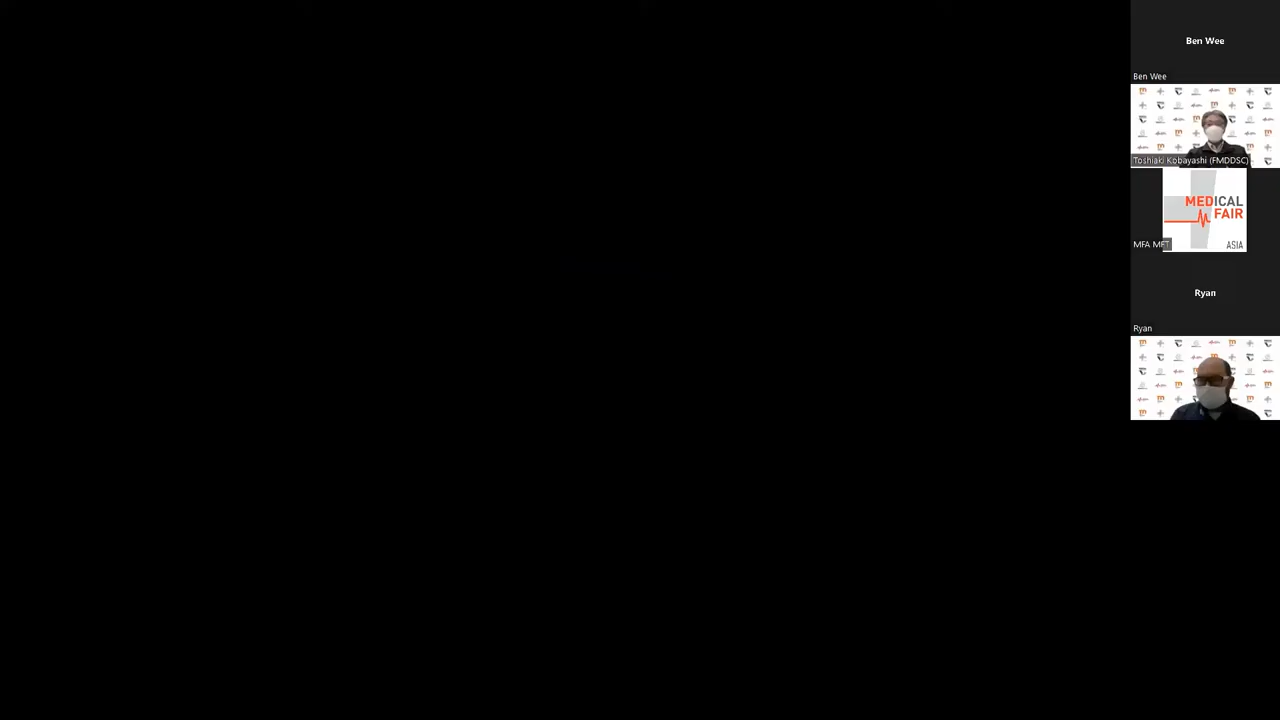 Ben Wee
Ben Wee
Toshiaki Kobayashi (FMDDSC)
MEDICAL
FAIR
ASIA
MFA MFT
Ryan
Ryan